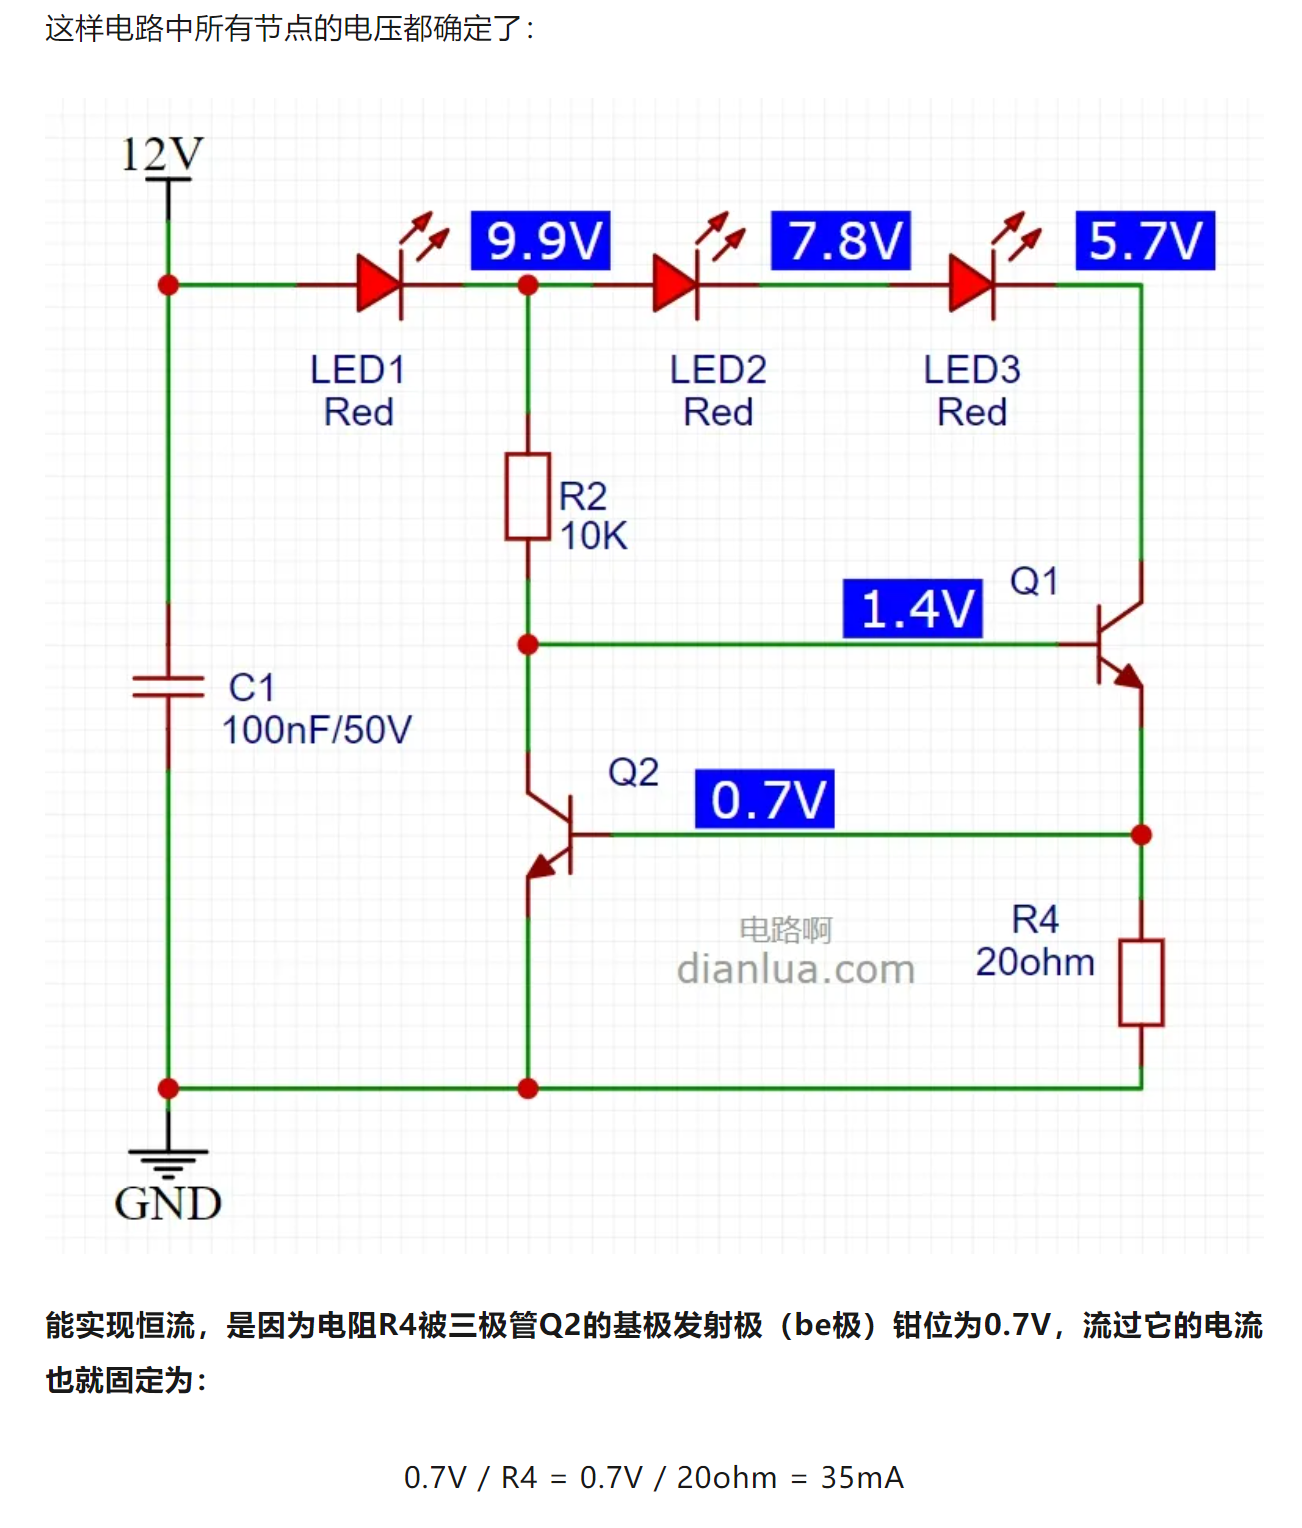 这样电路中所有节点的电压都确定了：
12V
9.9V
7.8V
5.7V
LED1
Red
LED2
Red
LED3
Red
R2
10K
1.4V
Q1
C1
100nF/50V
Q2
0.7V
电路啊
dianlua.com
R4
20ohm
GND
能实现恒流，是因为电阻R4被三极管Q2的基极发射极（be极）钳位为0.7V，流过它的电流
也就固定为：
0.7V / R4 = 0.7V / 20ohm = 35mA